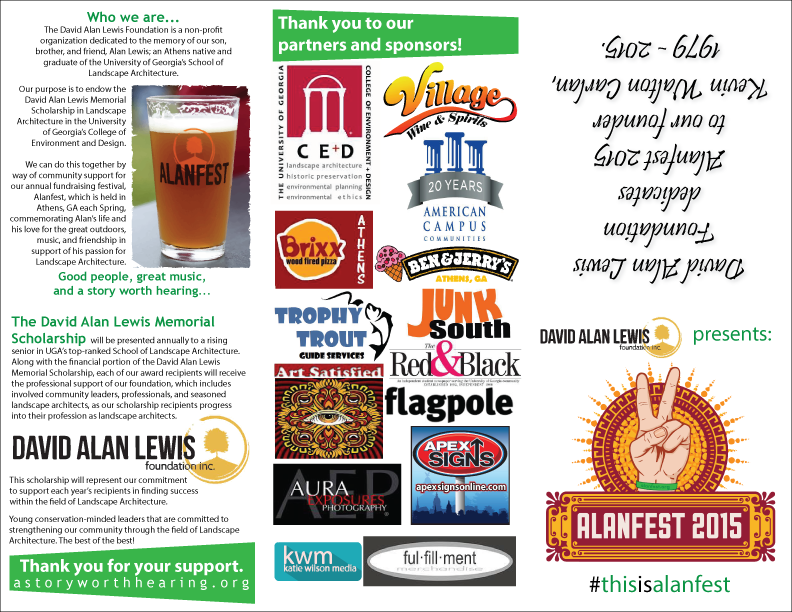 Who we are...
The David Alan Lewis Foundation is a non-profit
organization dedicated to the memory of our son,
brother, and friend, Alan Lewis; an Athens native and
graduate of the University of Georgia's School of
Landscape Architecture.
Our purpose is to endow the
David Alan Lewis Memorial
Scholarship in Landscape
Architecture in the University
of Georgia's College of
Environment and Design.
We can do this together by
way of community support for
our annual fundraising festival,
Alanfest, which is held in
Athens, GA each Spring,
commemorating Alan's life and
his love for the great outdoors,
music, and friendship in
support of his passion for
Landscape Architecture.
ALANFEST
Good people, great music,
and a story worth hearing...
The David Alan Lewis Memorial
Scholarship will be presented annually to a rising
senior in UGA's top-ranked School of Landscape Architecture.
Along with the financial portion of the David Alan Lewis
Memorial Scholarship, each of our award recipients will receive
the professional support of our foundation, which includes
involved community leaders, professionals, and seasoned
landscape architects, as our scholarship recipients progress
into their profession as landscape architects.
DAVID ALAN LEWIS
foundation inc.
This scholarship will represent our commitment
to support each year's recipients in finding success
within the field of Landscape Architecture.
Young conservation-minded leaders that are committed to
strengthening our community through the field of Landscape
Architecture. The best of the best!
Thank you for your support.
astoryworthhearing.org
Thank you to our
partners and sponsors!
THE UNIVERSITY OF GEORGIA
COLLEGE OF ENVIRONMENT + DESIGN
CE+D
landscape architecture
historic preservation
environmental planning
environmental ethics
Village
Wine & Spirits
20 YEARS
AMERICAN
CAMPUS
COMMUNITIES
Brixx
wood fired pizza
ATHENS
BEN & JERRY'S
ATHENS, GA
TROPHY
TROUT
GUIDE SERVICES
JUNK
South
The
Red&Black
Art Satisfied
flagpole
APEX
SIGNS
apexsignsonline.com
AEP
AURA
EXPOSURES
PHOTOGRAPHY
kwm
katie wilson media
ful·fill·ment
merchandise
David Alan Lewis
Foundation
dedicates
Alanfest 2015
to our founder
Kevin Walton Carlan,
1979 - 2015.
DAVID ALAN LEWIS
foundation inc.
presents:
ALANFEST 2015
#thisisalanfest